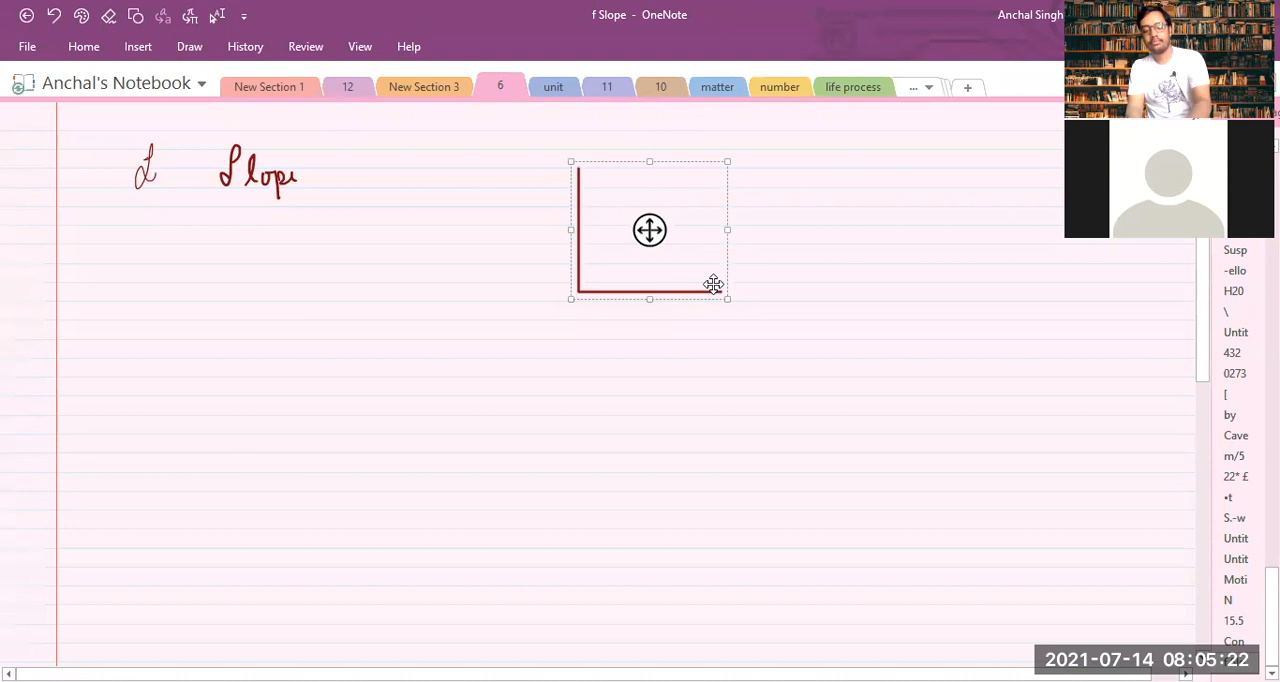 f Slope - OneNote
Anchal Singh
File Home Insert Draw History Review View Help
Anchal's Notebook New Section 1 12 New Section 3 6 unit 11 10 matter number life process ... +
Slope
Susp
-ello
H20
\
Untit
432
0273
[
by
Cave
m/5
22* £
•t
S.-w
Untit
Untit
Moti
N
15.5
Con
2021-07-14 08:05:22